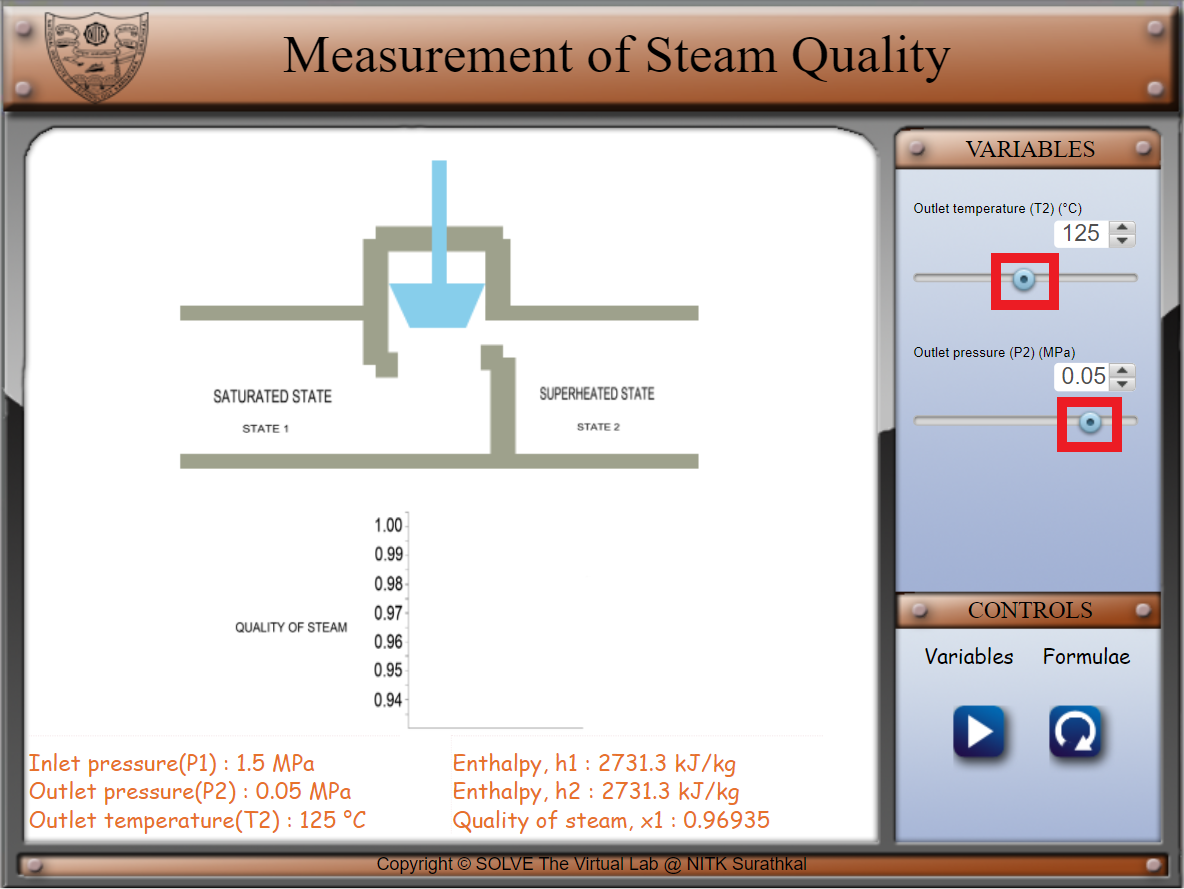 Measurement of Steam Quality
VARIABLES
Outlet temperature (T2) (°C)
125
Outlet pressure (P2) (MPa)
0.05
SATURATED STATE
STATE 1
SUPERHEATED STATE
STATE 2
1.00
0.99
0.98
0.97
0.96
0.95
0.94
QUALITY OF STEAM
CONTROLS
Variables Formulae
Inlet pressure(P1) : 1.5 MPa
Outlet pressure(P2) : 0.05 MPa
Outlet temperature(T2) : 125 °C
Enthalpy, h1 : 2731.3 kJ/kg
Enthalpy, h2 : 2731.3 kJ/kg
Quality of steam, x1 : 0.96935
Copyright © SOLVE The Virtual Lab @ NITK Surathkal